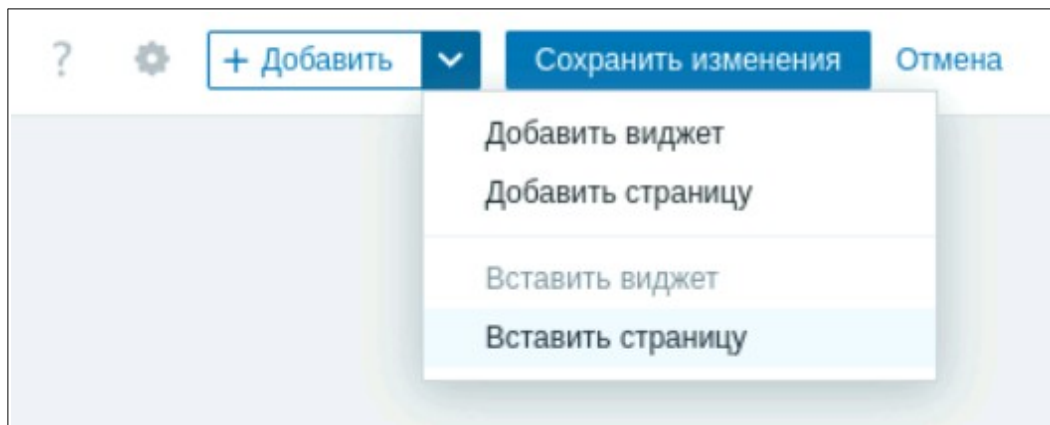 ? + Добавить Сохранить изменения Отмена
Добавить виджет
Добавить страницу
Вставить виджет
Вставить страницу